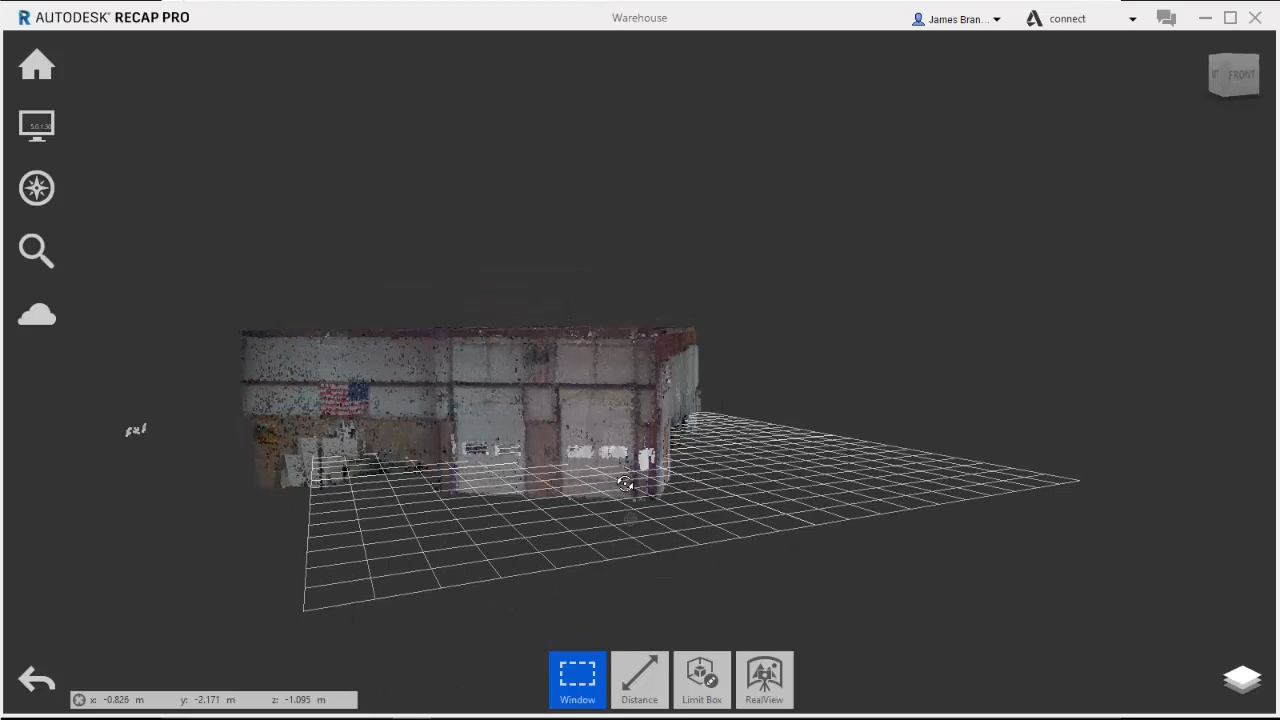 AUTODESK® RECAP PRO
Warehouse
James Bran...
connect
FRONT
x: -0.826 m y: -2.171 m z: -1.095 m
Window
Distance
Limit Box
RealView